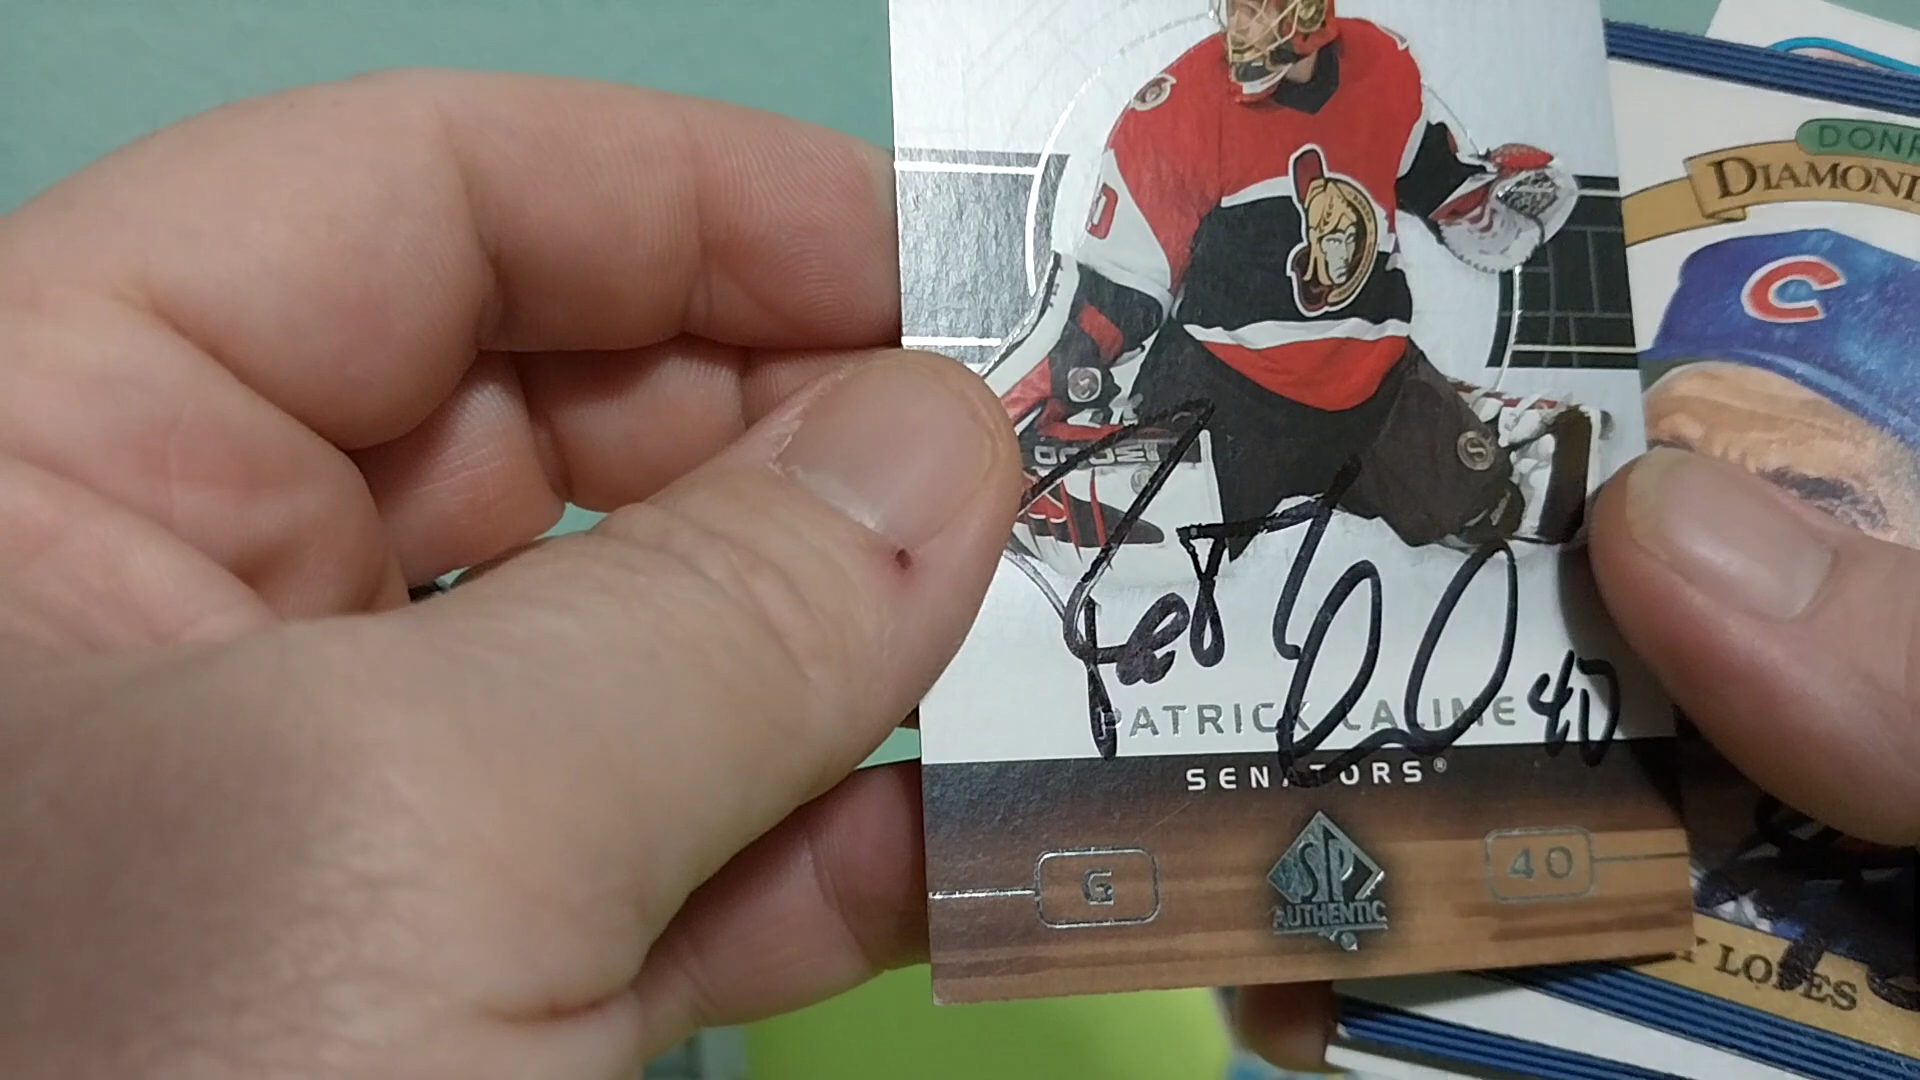 PATRICK LALIME
SENATORS®
G
40
SP
AUTHENTIC
40
DONR
DIAMOND
C
Y LOPES